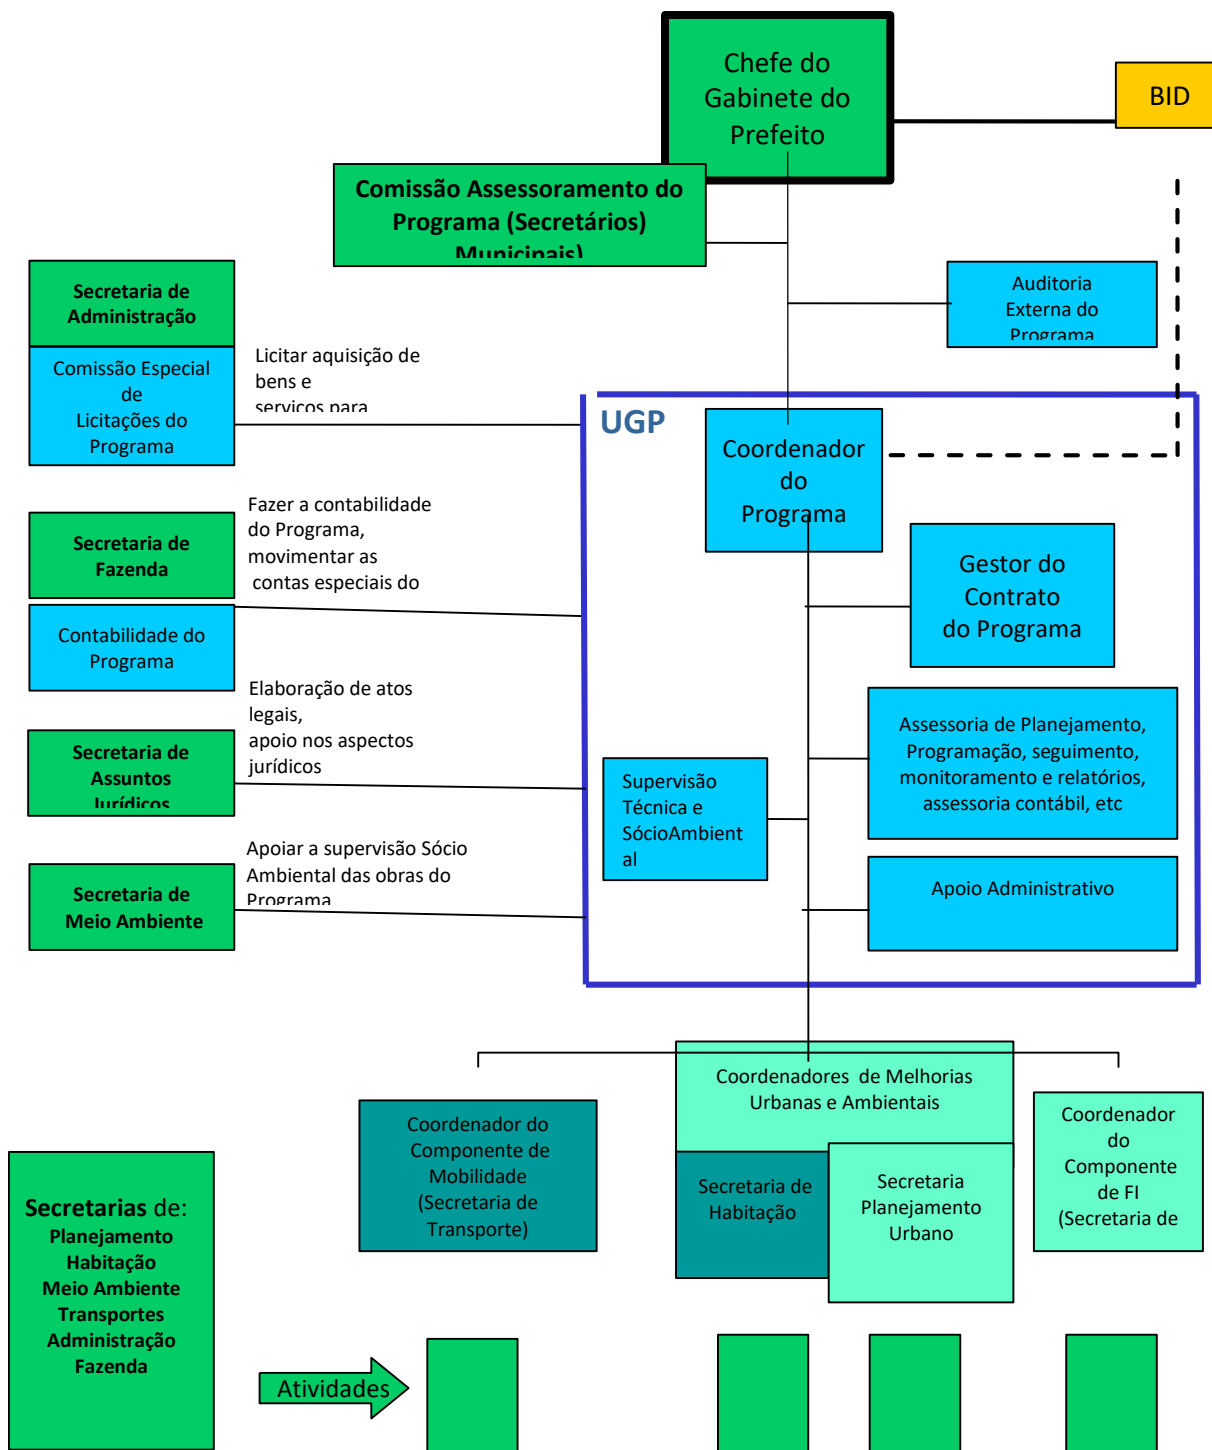 Chefe do
Gabinete do
Prefeito
BID
Comissão Assessoramento do
Programa (Secretários)
Municipais)
Auditoria
Externa do
Programa
Secretaria de
Administração
Comissão Especial
de
Licitações do
Programa
Licitar aquisição de
bens e
serviços para
UGP
Coordenador
do
Programa
Secretaria de
Fazenda
Contabilidade do
Programa
Fazer a contabilidade
do Programa,
movimentar as
contas especiais do
Gestor do
Contrato
do Programa
Secretaria de
Assuntos
Jurídicos
Elaboração de atos
legais,
apoio nos aspectos
jurídicos
Supervisão
Técnica e
SócioAmbient
al
Assessoria de Planejamento,
Programação, seguimento,
monitoramento e relatórios,
assessoria contábil, etc
Secretaria de
Meio Ambiente
Apoiar a supervisão Sócio
Ambiental das obras do
Programa
Apoio Administrativo
Coordenador do
Componente de
Mobilidade
(Secretaria de
Transporte)
Coordenadores de Melhorias
Urbanas e Ambientais
Secretaria de
Habitação
Secretaria
Planejamento
Urbano
Coordenador
do
Componente
de FI
(Secretaria de
Secretarias de:
Planejamento
Habitação
Meio Ambiente
Transportes
Administração
Fazenda
Atividades